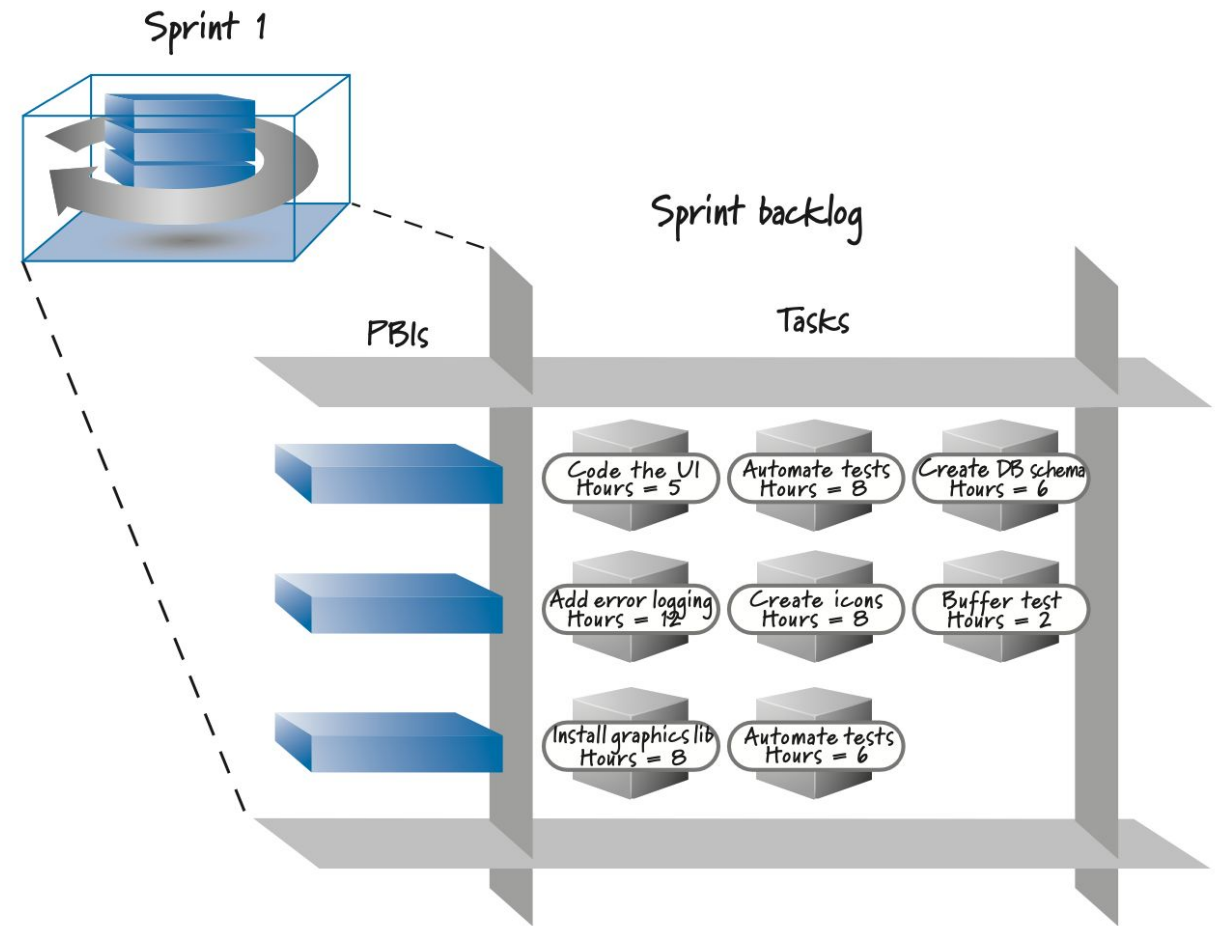 Sprint 1
Sprint backlog
PBIs
Tasks
Code the UI
Hours = 5
Automate tests
Hours = 8
Create DB schema
Hours = 6
Add error logging
Hours = 12
Create icons
Hours = 8
Buffer test
Hours = 2
Install graphics lib
Hours = 8
Automate tests
Hours = 6